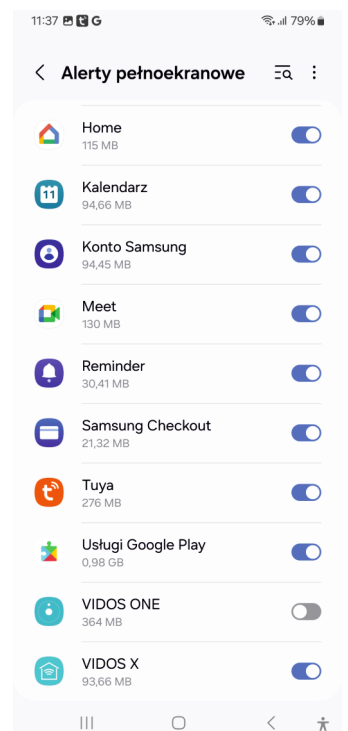 11:37 G 79%
Alerty pełnoekranowe
Home
115 MB
11
Kalendarz
94,66 MB
Konto Samsung
94,45 MB
Meet
130 MB
Reminder
30,41 MB
Samsung Checkout
21,32 MB
Tuya
276 MB
Usługi Google Play
0,98 GB
VIDOS ONE
364 MB
VIDOS X
93,66 MB